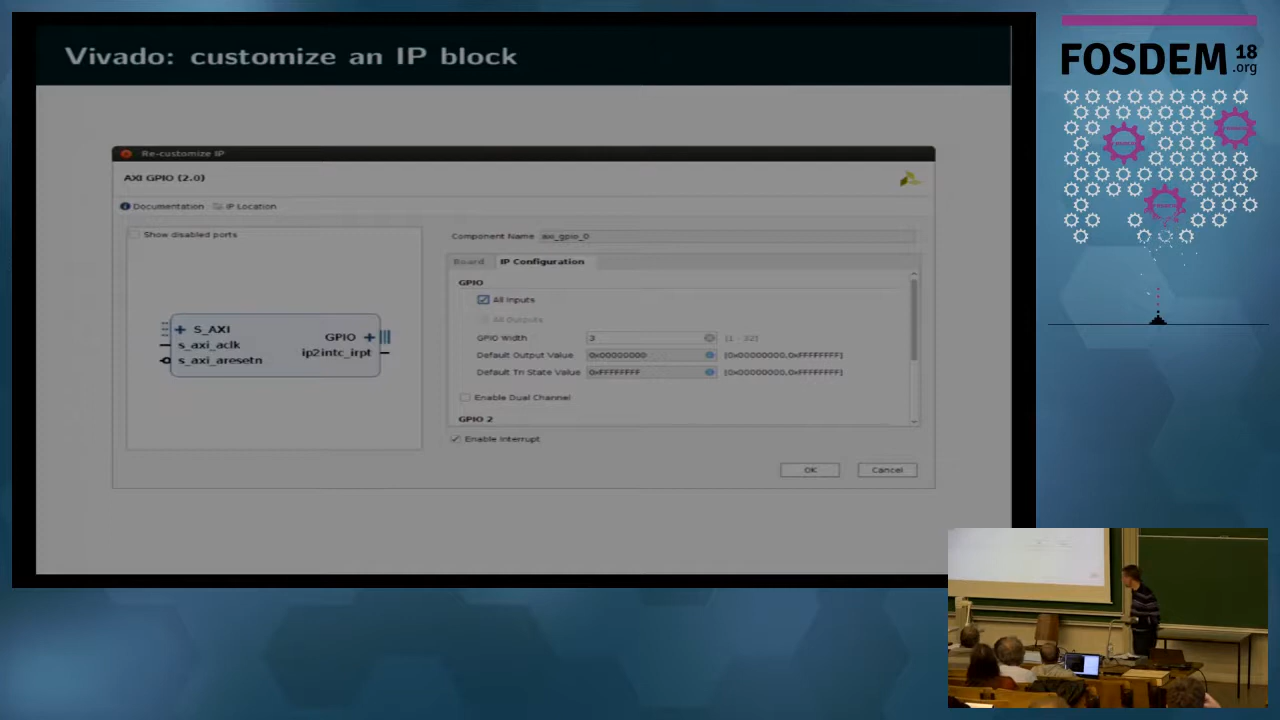 Vivado: customize an IP block
FOSDEM 18 .org
Re-customize IP
AXI GPIO (2.0)
Documentation IP Location
Show disabled ports
Component Name axi_gpio_0
Board IP Configuration
GPIO
All Inputs
All Outputs
GPIO Width 3 [1 - 32]
Default Output Value 0x00000000 [0x00000000,0xFFFFFFFF]
Default Tri State Value 0xFFFFFFFF [0x00000000,0xFFFFFFFF]
Enable Dual Channel
GPIO 2
Enable Interrupt
S_AXI
s_axi_aclk
s_axi_aresetn
GPIO
ip2intc_irpt
OK Cancel